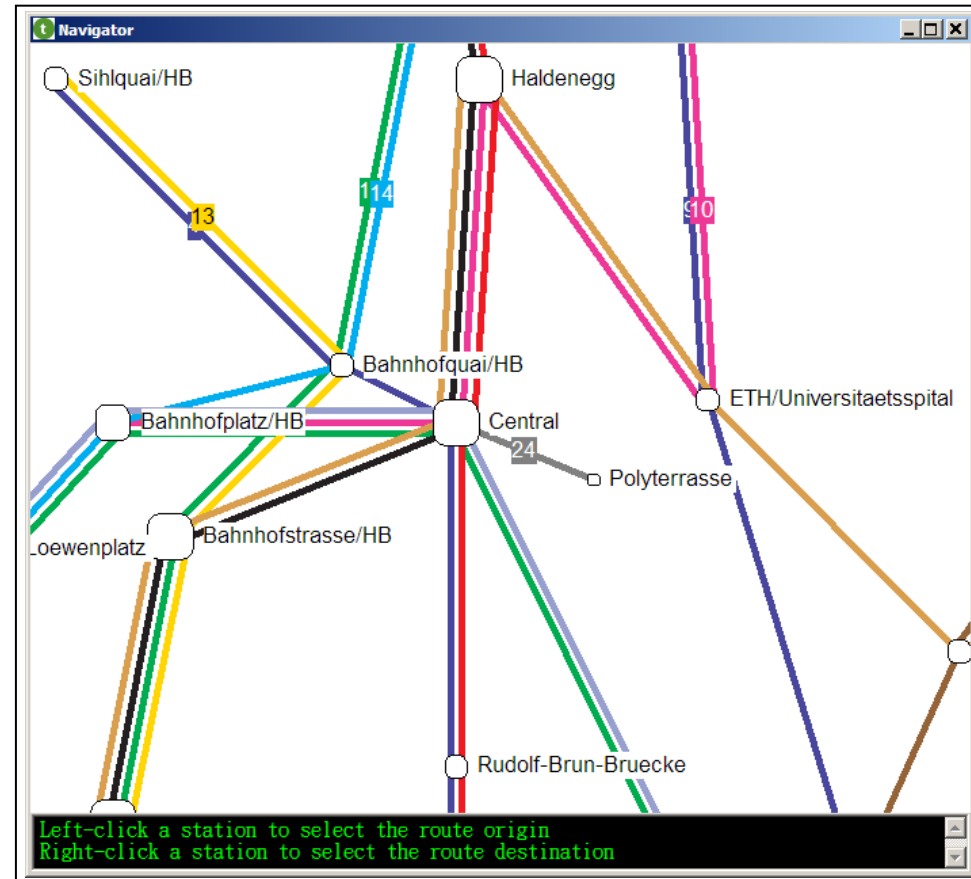 t Navigator
Sihlquai/HB
Haldenegg
14
10
13
Bahnhofquai/HB
ETH/Universitaetsspital
Bahnhofplatz/HB
Central
24
Polyterrasse
Bahnhofstrasse/HB
Loewenplatz
Rudolf-Brun-Bruecke
Left-click a station to select the route origin
Right-click a station to select the route destination